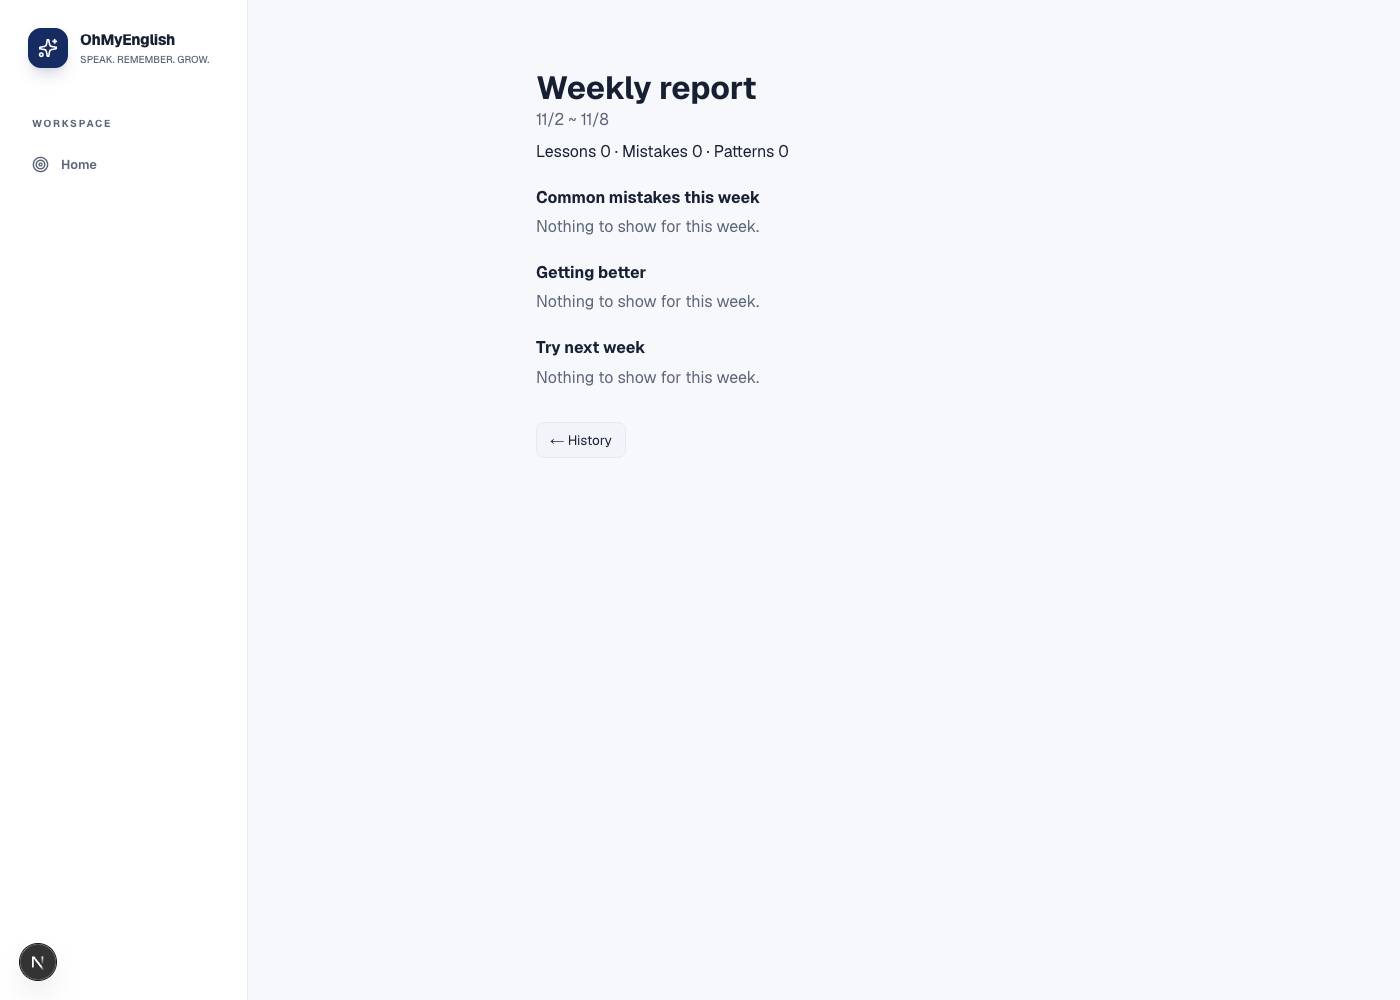 OhMyEnglish
SPEAK. REMEMBER. GROW.
WORKSPACE
Home
Weekly report
11/2 ~ 11/8
Lessons 0 · Mistakes 0 · Patterns 0
Common mistakes this week
Nothing to show for this week.
Getting better
Nothing to show for this week.
Try next week
Nothing to show for this week.
← History
N